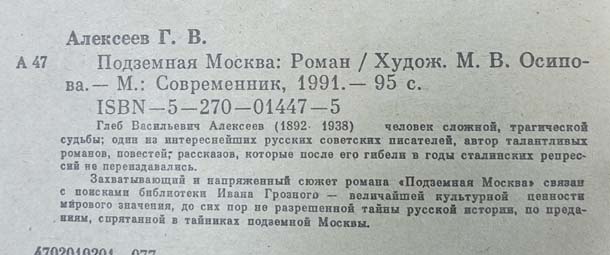 Алексеев Г. В.
А 47 Подземная Москва: Роман / Худож. М. В. Осипо-
ва.— М.: Современник, 1991.— 95 с.
ISBN—5—270—01447—5
Глеб Васильевич Алексеев (1892- 1938) человек сложной, трагической
судьбы; один из интереснейших русских советских писателей, автор талантливых
романов, повестей; рассказов, которые после его гибели в годы сталинских репрес-
сий не переиздавались.
Захватывающий и напряженный сюжет романа «Подземная Москва» связан
с поисками библиотеки Ивана Грозного — величайшей культурной ценности
мирового значения, до сих пор не разрешенной тайны русской истории, по преда-
ниям, спрятанной в тайниках подземной Москвы.
4702010201